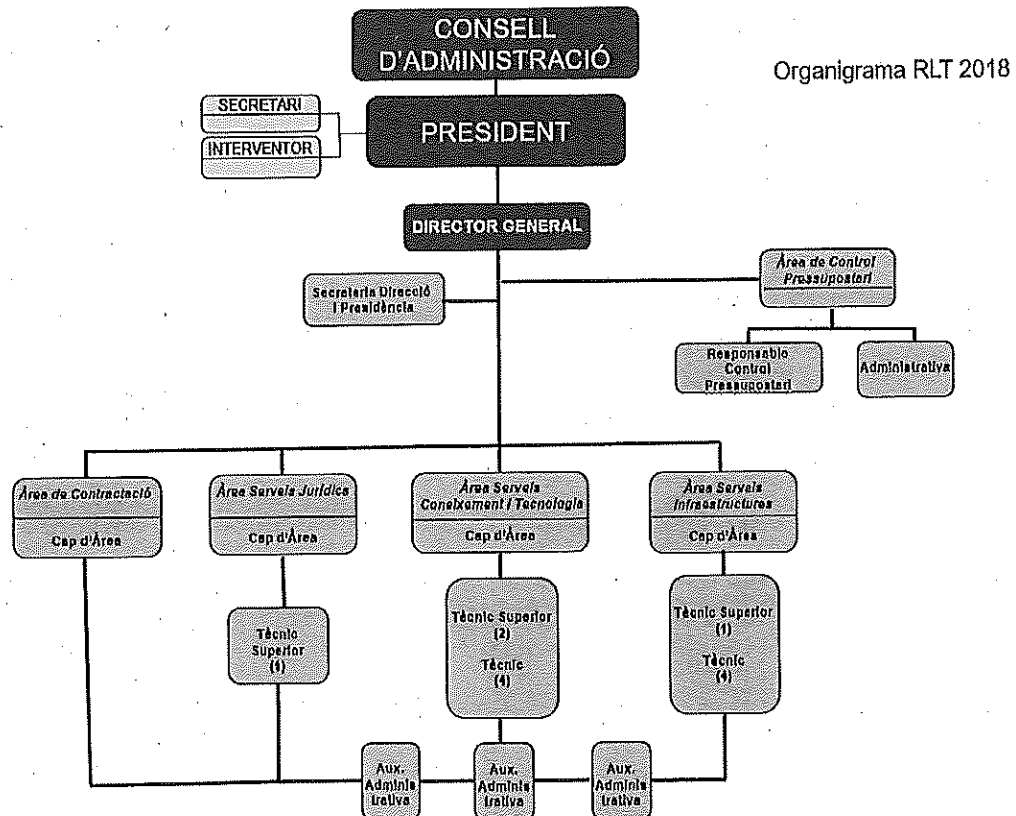 CONSELL
D'ADMINISTRACIÓ
Organigrama RLT 2018
SECRETARI
INTERVENTOR
PRESIDENT
DIRECTOR GENERAL
Secretaria Direcció
i Presidència
Àrea de Control
Pressupostari
Responsable
Control
Pressupostari
Administrativa
Àrea de Contractació
Cap d'Àrea
Àrea Serveis Jurídics
Cap d'Àrea
Àrea Serveis
Coneixement i Tecnologia
Cap d'Àrea
Àrea Serveis
Infraestructures
Cap d'Àrea
Tècnic
Superior
(1)
Tècnic Superior
(2)
Tècnic
(4)
Tècnic Superior
(1)
Tècnic
(4)
Aux.
Adminis
trativa
Aux.
Adminis
trativa
Aux.
Adminis
trativa